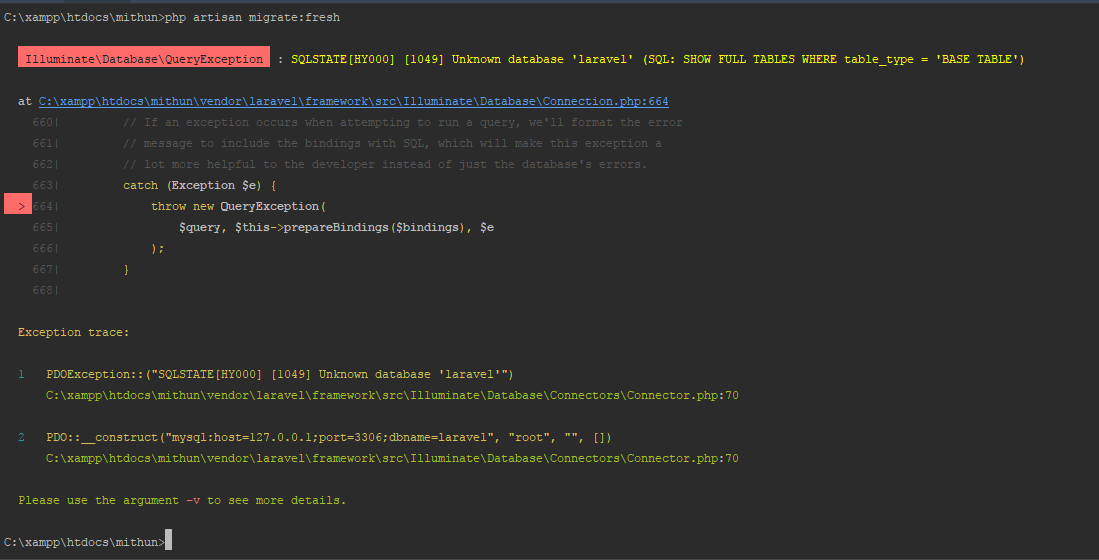 C:\xampp\htdocs\mithun>php artisan migrate:fresh
Illuminate\Database\QueryException : SQLSTATE[HY000] [1049] Unknown database 'laravel' (SQL: SHOW FULL TABLES WHERE table_type = 'BASE TABLE')
at C:\xampp\htdocs\mithun\vendor\laravel\framework\src\Illuminate\Database\Connection.php:664
660| // If an exception occurs when attempting to run a query, we'll format the error
661| // message to include the bindings with SQL, which will make this exception a
662| // lot more helpful to the developer instead of just the database's errors.
663| catch (Exception $e) {
> 664| throw new QueryException(
665| $query, $this->prepareBindings($bindings), $e
666| );
667| }
668|
Exception trace:
1 PDOException::("SQLSTATE[HY000] [1049] Unknown database 'laravel'")
C:\xampp\htdocs\mithun\vendor\laravel\framework\src\Illuminate\Database\Connectors\Connector.php:70
2 PDO::__construct("mysql:host=127.0.0.1;port=3306;dbname=laravel", "root", "", [])
C:\xampp\htdocs\mithun\vendor\laravel\framework\src\Illuminate\Database\Connectors\Connector.php:70
Please use the argument -v to see more details.
C:\xampp\htdocs\mithun>